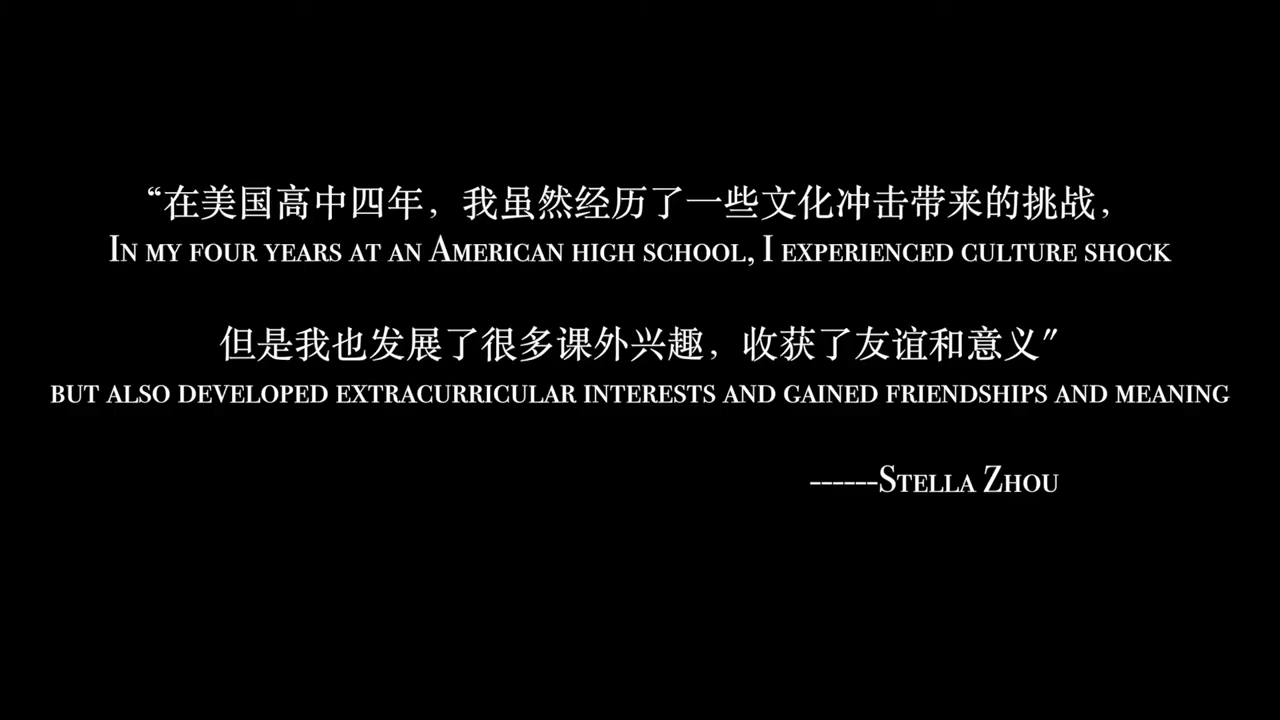 “在美国高中四年，我虽然经历了一些文化冲击带来的挑战，
In my four years at an American high school, I experienced culture shock
但是我也发展了很多课外兴趣，收获了友谊和意义”
but also developed extracurricular interests and gained friendships and meaning
------Stella Zhou